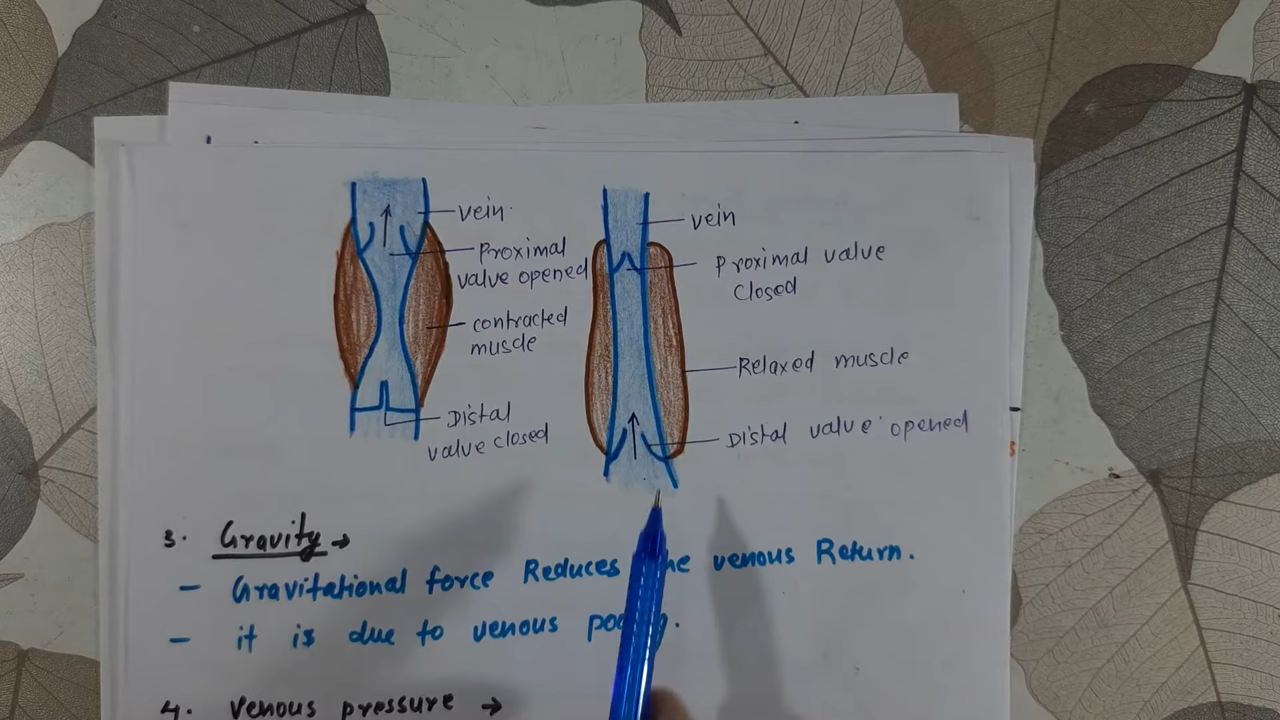 vein.
Proximal
valve opened
contracted
muscle
Distal
valve closed
vein
Proximal valve
closed
Relaxed muscle
Distal valve opened
3. Gravity →
- Gravitational force Reduces venous Return.
- it is due to venous
4. Venous pressure →